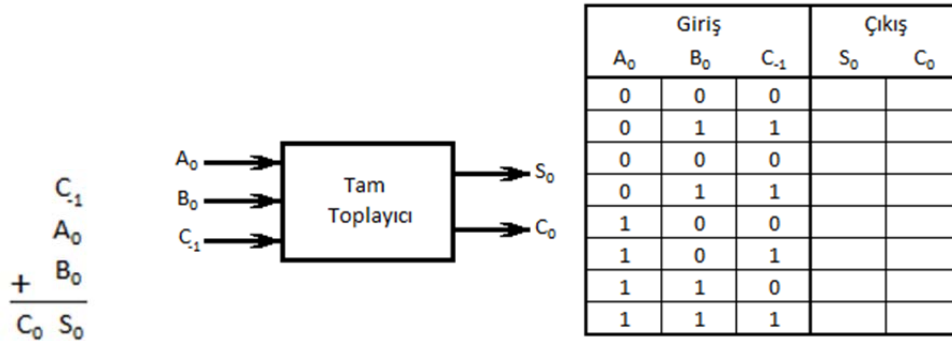 C₋₁
A₀
+ B₀
C₀ S₀
A₀
B₀
C₋₁
Tam
Toplayıcı
S₀
C₀
Giriş Çıkış
A₀ B₀ C₋₁ S₀ C₀
0 0 0
0 1 1
0 0 0
0 1 1
1 0 0
1 0 1
1 1 0
1 1 1